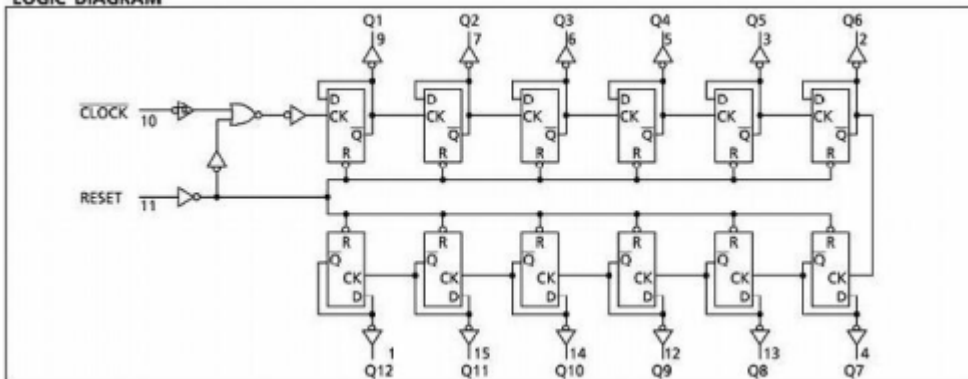 LOGIC DIAGRAM
Q1 Q2 Q3 Q4 Q5 Q6
9 7 6 5 3 2
D D D D D D
CLOCK
10
CK CK CK CK CK CK
Q Q Q Q Q Q
R R R R R R
RESET
11
R R R R R R
Q Q Q Q Q Q
CK CK CK CK CK CK
D D D D D D
1 15 14 12 13 4
Q12 Q11 Q10 Q9 Q8 Q7